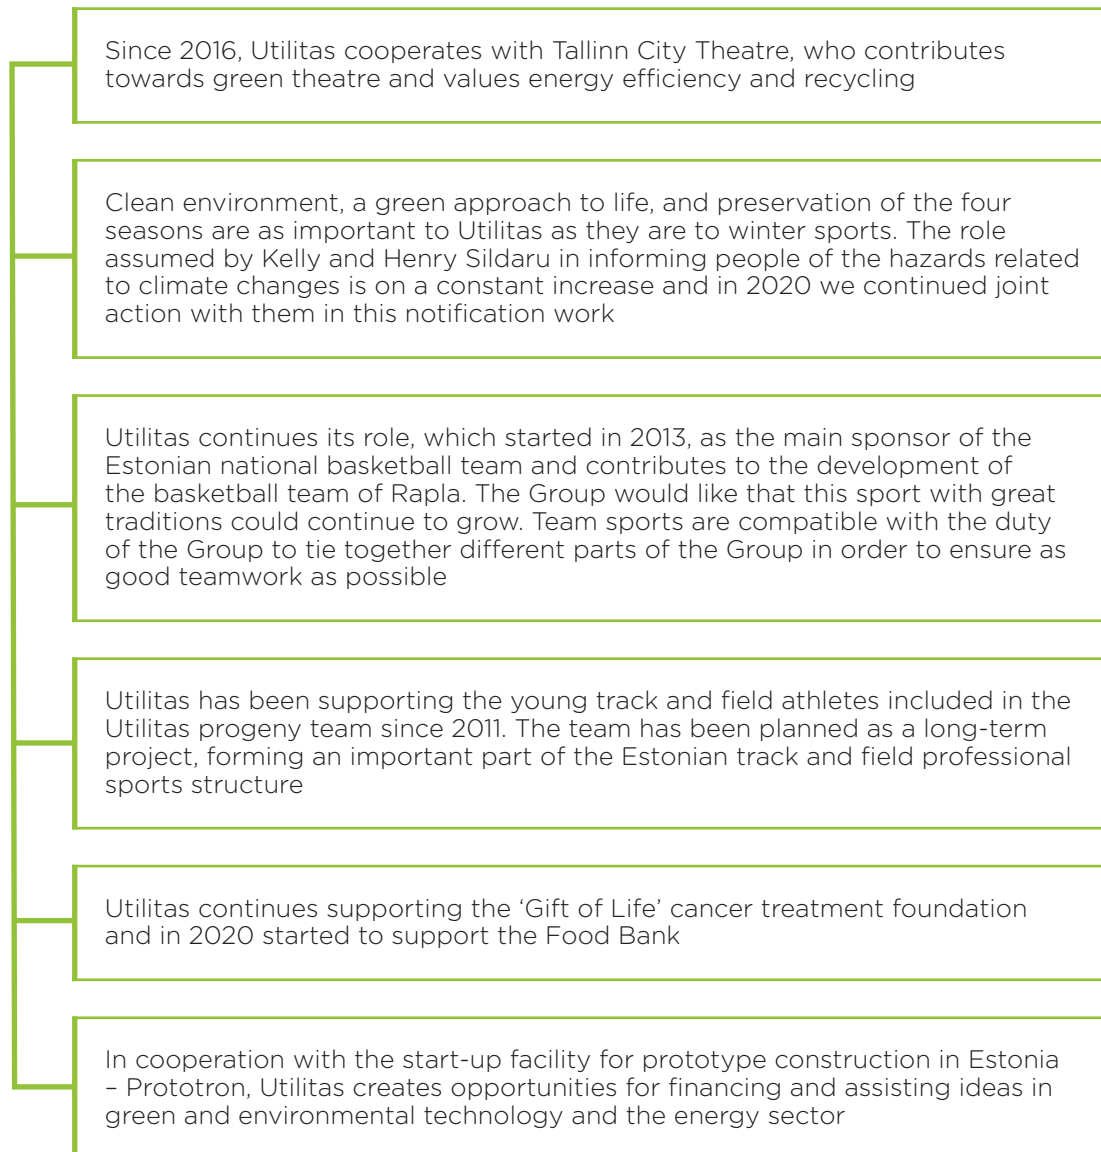 Since 2016, Utilitas cooperates with Tallinn City Theatre, who contributes
towards green theatre and values energy efficiency and recycling
Clean environment, a green approach to life, and preservation of the four
seasons are as important to Utilitas as they are to winter sports. The role
assumed by Kelly and Henry Sildaru in informing people of the hazards related
to climate changes is on a constant increase and in 2020 we continued joint
action with them in this notification work
Utilitas continues its role, which started in 2013, as the main sponsor of the
Estonian national basketball team and contributes to the development of
the basketball team of Rapla. The Group would like that this sport with great
traditions could continue to grow. Team sports are compatible with the duty
of the Group to tie together different parts of the Group in order to ensure as
good teamwork as possible
Utilitas has been supporting the young track and field athletes included in the
Utilitas progeny team since 2011. The team has been planned as a long-term
project, forming an important part of the Estonian track and field professional
sports structure
Utilitas continues supporting the ‘Gift of Life’ cancer treatment foundation
and in 2020 started to support the Food Bank
In cooperation with the start-up facility for prototype construction in Estonia
– Prototron, Utilitas creates opportunities for financing and assisting ideas in
green and environmental technology and the energy sector